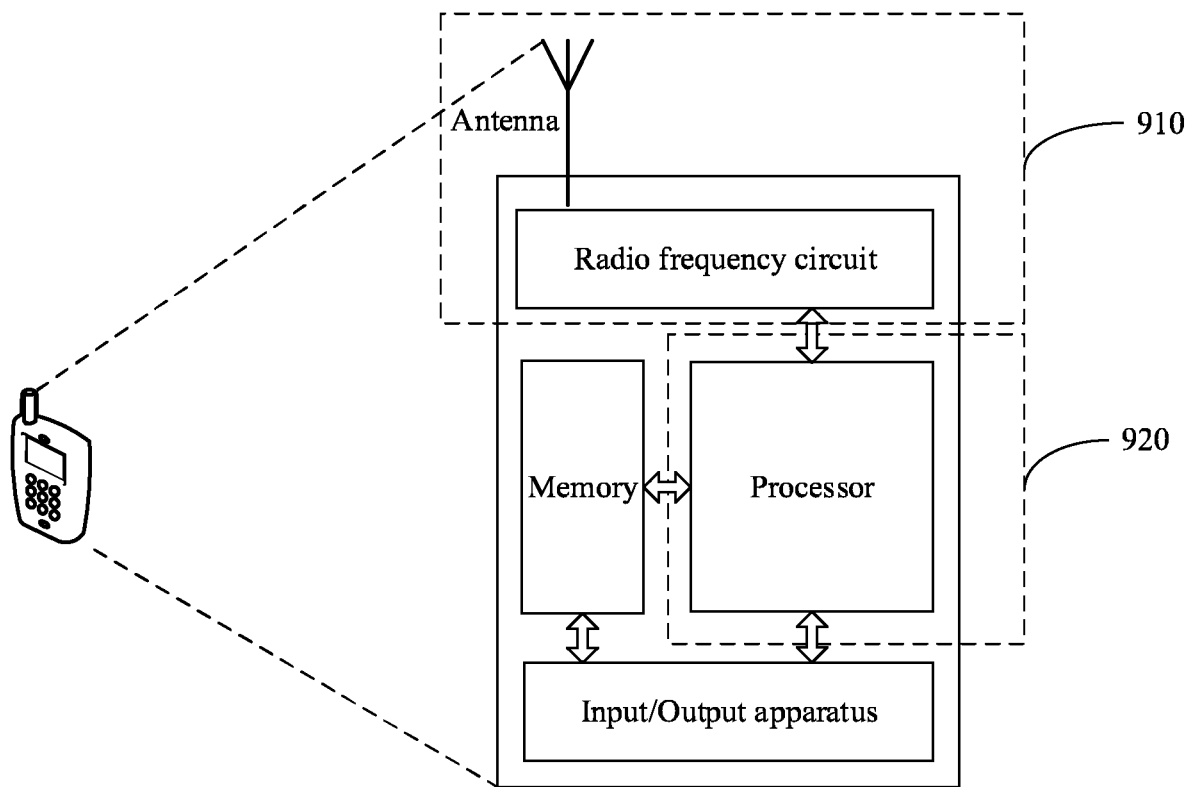 Antenna
910
Radio frequency circuit
920
Memory
Processor
Input/Output apparatus